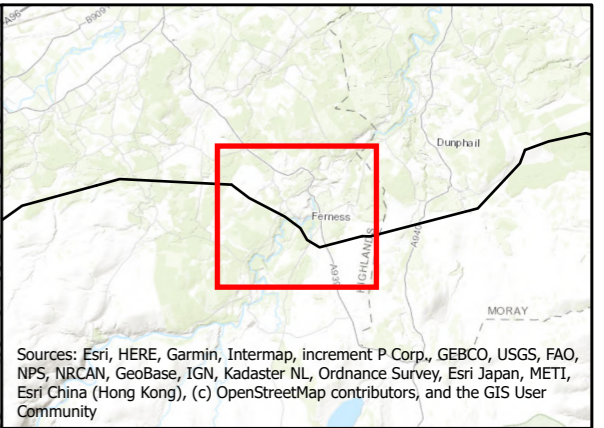 A96
B909
Dunphail
Ferness
A940
HIGHLANDS
A939
MORAY
Sources: Esri, HERE, Garmin, Intermap, increment P Corp., GEBCO, USGS, FAO,
NPS, NRCAN, GeoBase, IGN, Kadaster NL, Ordnance Survey, Esri Japan, METI,
Esri China (Hong Kong), (c) OpenStreetMap contributors, and the GIS User
Community